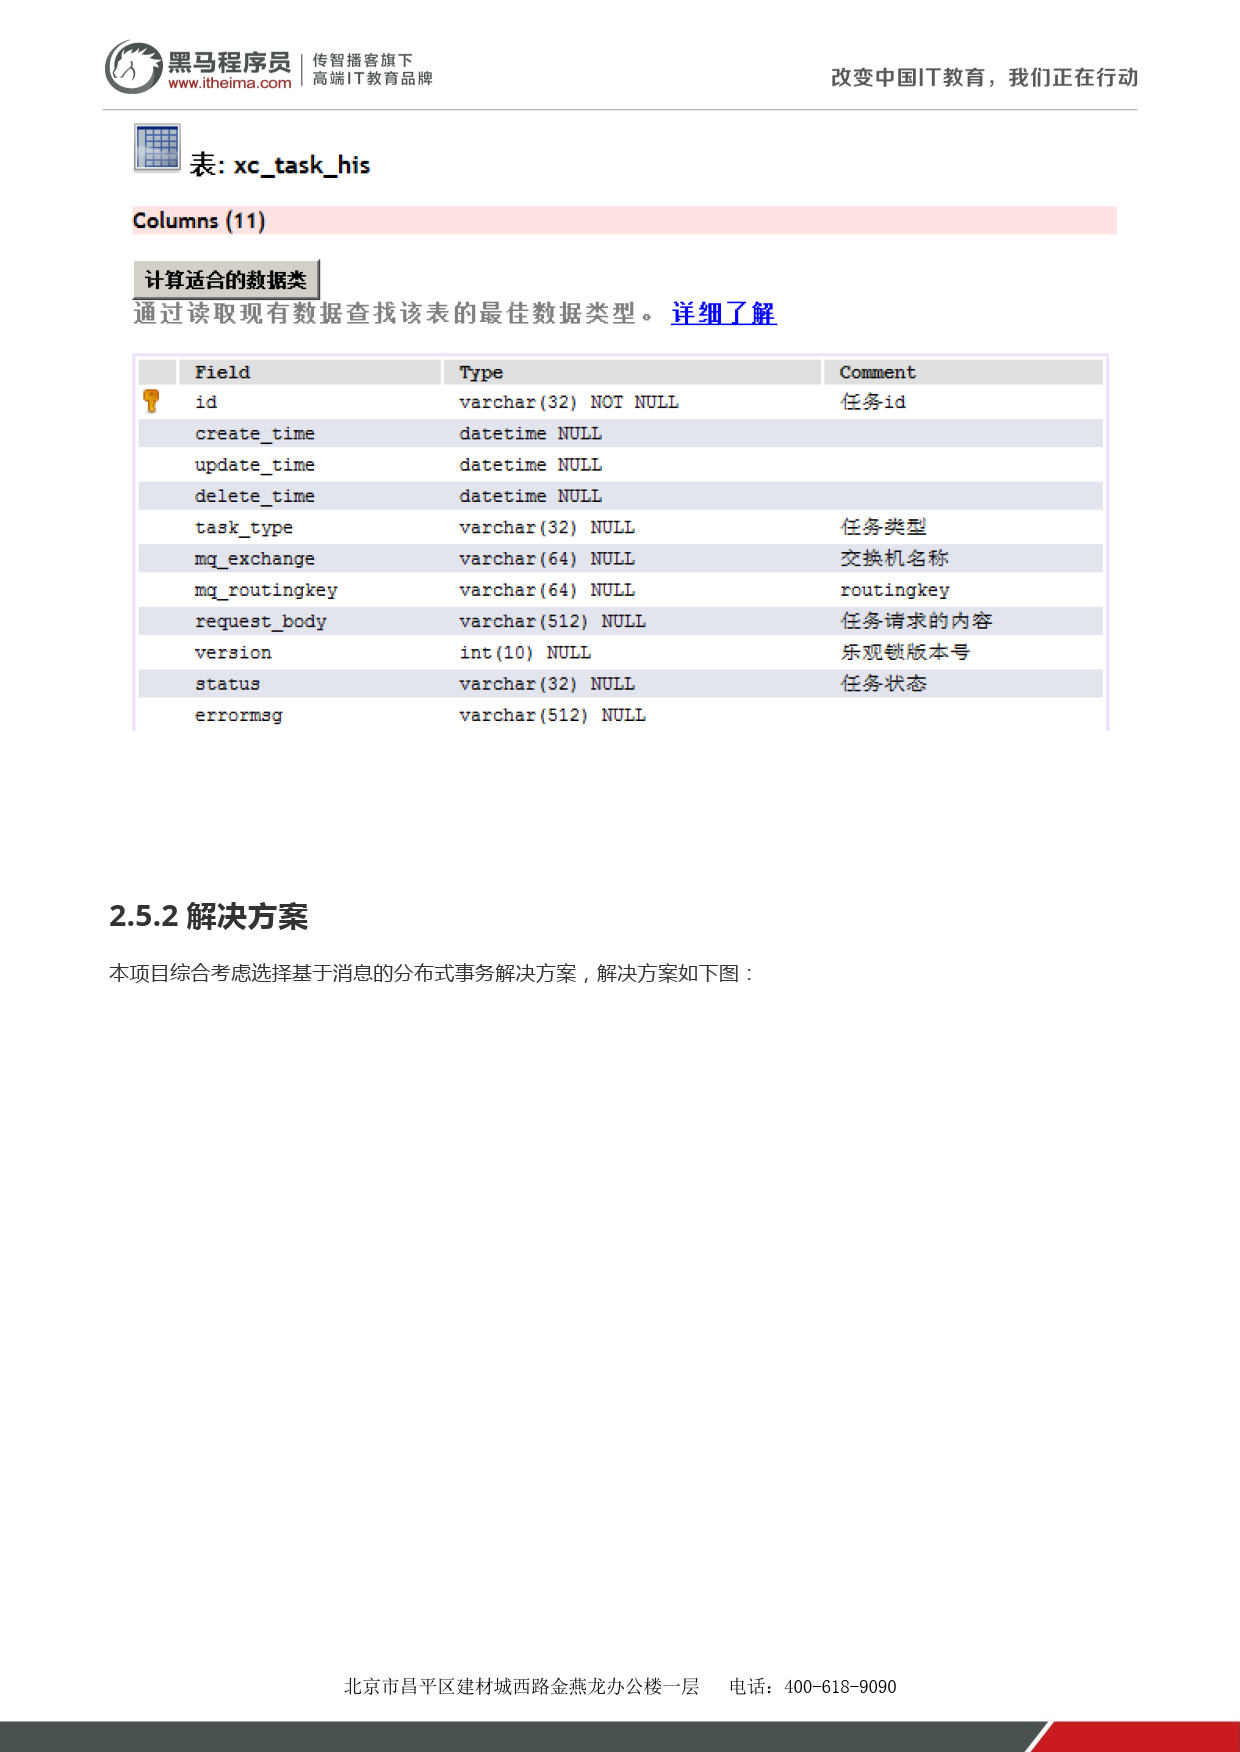 黑马程序员 传智播客旗下
www.itheima.com 高端IT教育品牌
改变中国IT教育，我们正在行动
表: xc_task_his
Columns (11)
计算适合的数据类
通过读取现有数据查找该表的最佳数据类型。 详细了解
Field Type Comment
id varchar(32) NOT NULL 任务id
create_time datetime NULL
update_time datetime NULL
delete_time datetime NULL
task_type varchar(32) NULL 任务类型
mq_exchange varchar(64) NULL 交换机名称
mq_routingkey varchar(64) NULL routingkey
request_body varchar(512) NULL 任务请求的内容
version int(10) NULL 乐观锁版本号
status varchar(32) NULL 任务状态
errormsg varchar(512) NULL
2.5.2 解决方案
本项目综合考虑选择基于消息的分布式事务解决方案，解决方案如下图：
北京市昌平区建材城西路金燕龙办公楼一层 电话：400-618-9090